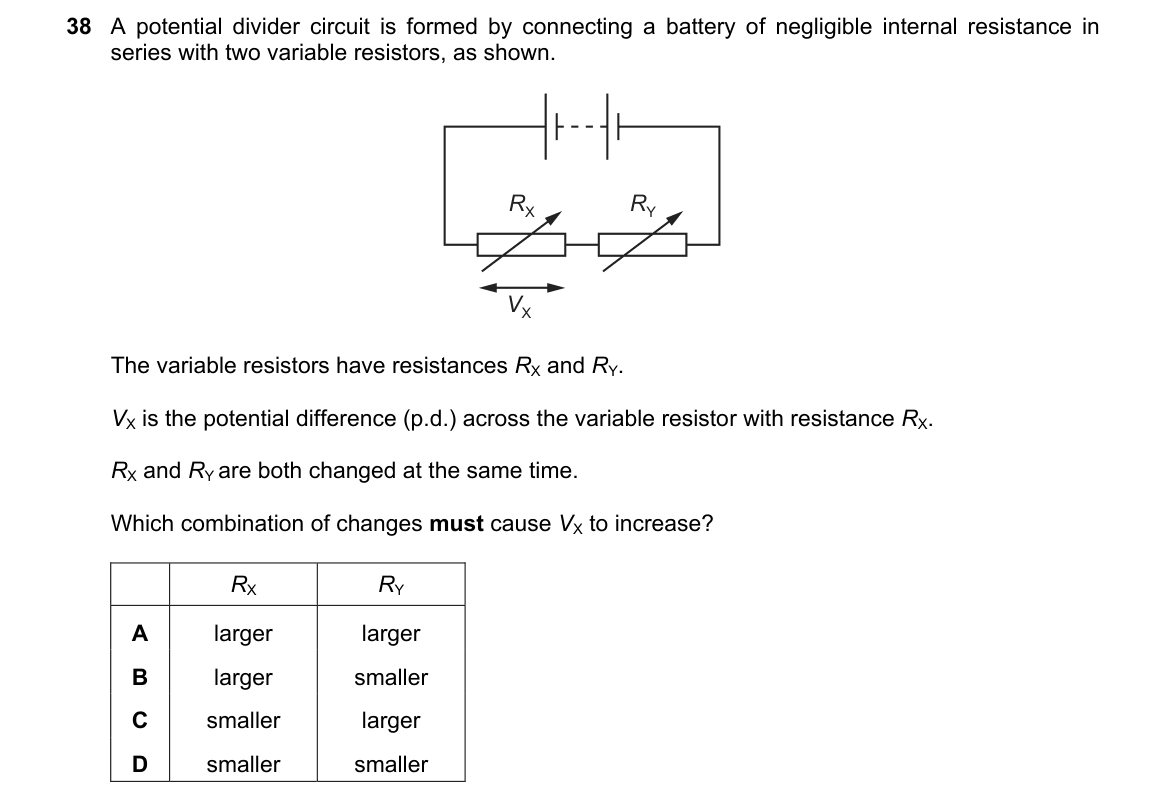 38 A potential divider circuit is formed by connecting a battery of negligible internal resistance in
series with two variable resistors, as shown.
RX RY
VX
The variable resistors have resistances RX and RY.
VX is the potential difference (p.d.) across the variable resistor with resistance RX.
RX and RY are both changed at the same time.
Which combination of changes must cause VX to increase?
RX RY
A larger larger
B larger smaller
C smaller larger
D smaller smaller